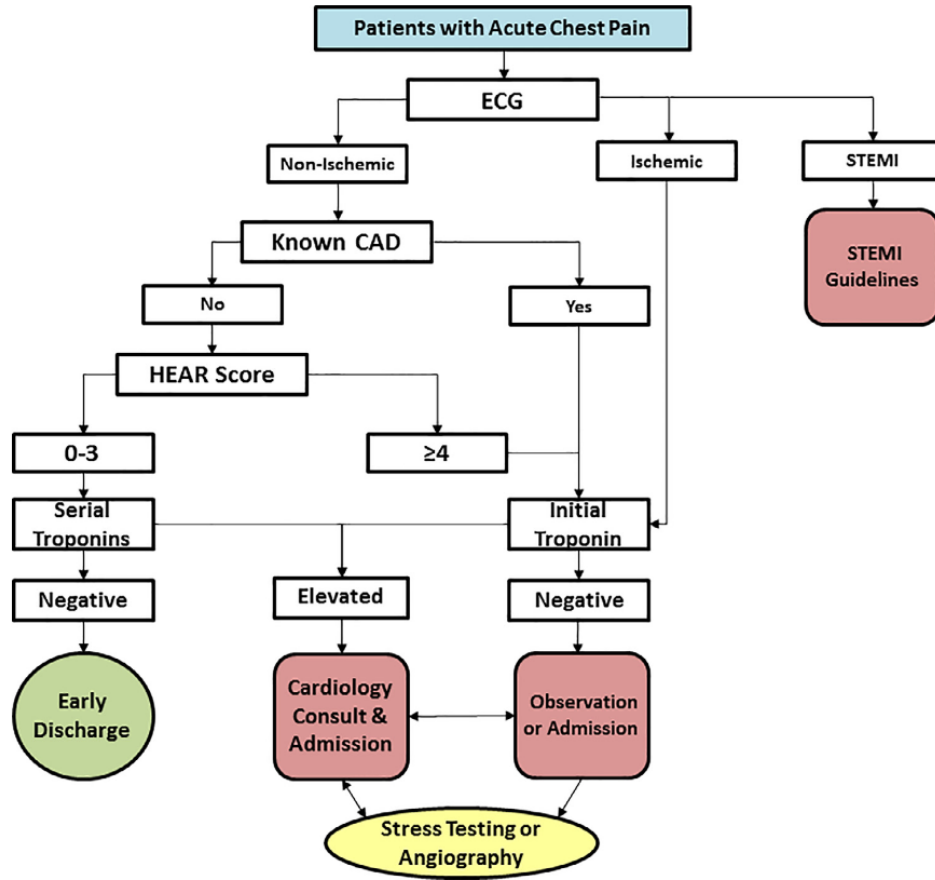 Patients with Acute Chest Pain
ECG
Non-Ischemic
Ischemic
STEMI
Known CAD
STEMI
Guidelines
No
Yes
HEAR Score
0-3
≥4
Serial
Troponins
Initial
Troponin
Negative
Elevated
Negative
Early
Discharge
Cardiology
Consult &
Admission
Observation
or Admission
Stress Testing or
Angiography